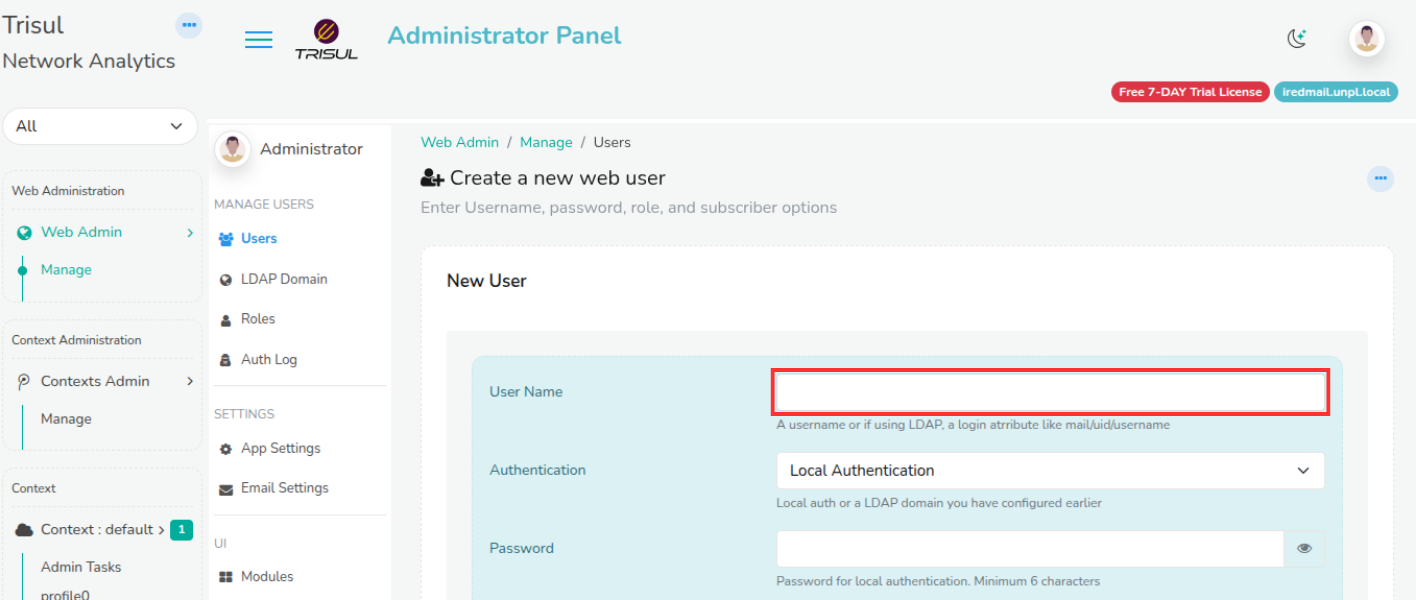 Trisul
Network Analytics
TRISUL
Administrator Panel
Free 7-DAY Trial License
iredmail.unpl.local
All
Web Administration
Web Admin
Manage
Context Administration
Contexts Admin
Manage
Context
Context : default
1
Admin Tasks
profile0
Administrator
MANAGE USERS
Users
LDAP Domain
Roles
Auth Log
SETTINGS
App Settings
Email Settings
UI
Modules
Web Admin / Manage / Users
Create a new web user
Enter Username, password, role, and subscriber options
New User
User Name
A username or if using LDAP, a login atrribute like mail/uid/username
Authentication
Local Authentication
Local auth or a LDAP domain you have configured earlier
Password
Password for local authentication. Minimum 6 characters